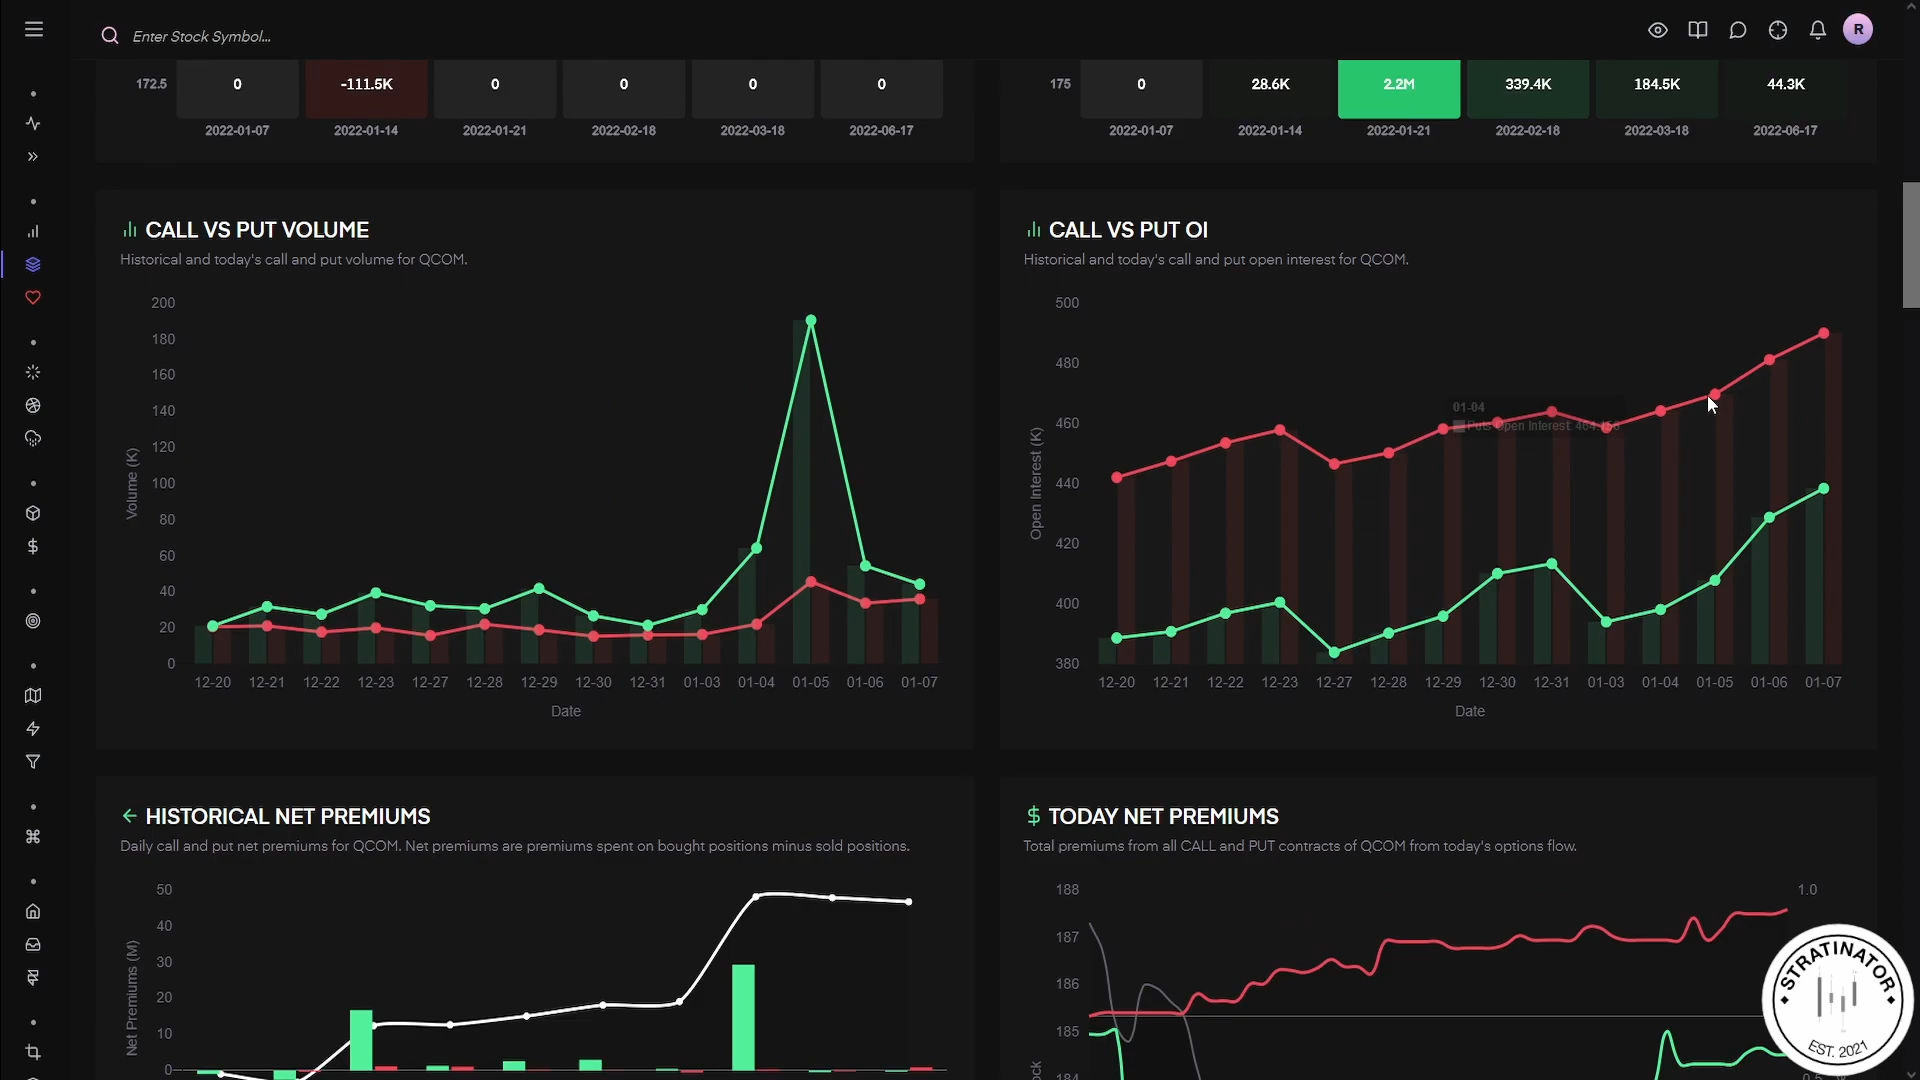 Enter Stock Symbol...
R
172.5 0 -111.5K 0 0 0 0
2022-01-07 2022-01-14 2022-01-21 2022-02-18 2022-03-18 2022-06-17
175 0 28.6K 2.2M 339.4K 184.5K 44.3K
2022-01-07 2022-01-14 2022-01-21 2022-02-18 2022-03-18 2022-06-17
CALL VS PUT VOLUME
Historical and today's call and put volume for QCOM.
200
180
160
140
120
100
80
60
40
20
0
Volume (K)
12-20 12-21 12-22 12-23 12-27 12-28 12-29 12-30 12-31 01-03 01-04 01-05 01-06 01-07
Date
CALL VS PUT OI
Historical and today's call and put open interest for QCOM.
500
480
460
440
420
400
380
Open Interest (K)
01-04
Puts Open Interest: 464
12-20 12-21 12-22 12-23 12-27 12-28 12-29 12-30 12-31 01-03 01-04 01-05 01-06 01-07
Date
HISTORICAL NET PREMIUMS
Daily call and put net premiums for QCOM. Net premiums are premiums spent on bought positions minus sold positions.
50
40
30
20
10
0
Net Premiums (M)
TODAY NET PREMIUMS
Total premiums from all CALL and PUT contracts of QCOM from today's options flow.
188
187
186
185
184
1.0
STRATINATOR
EST. 2021